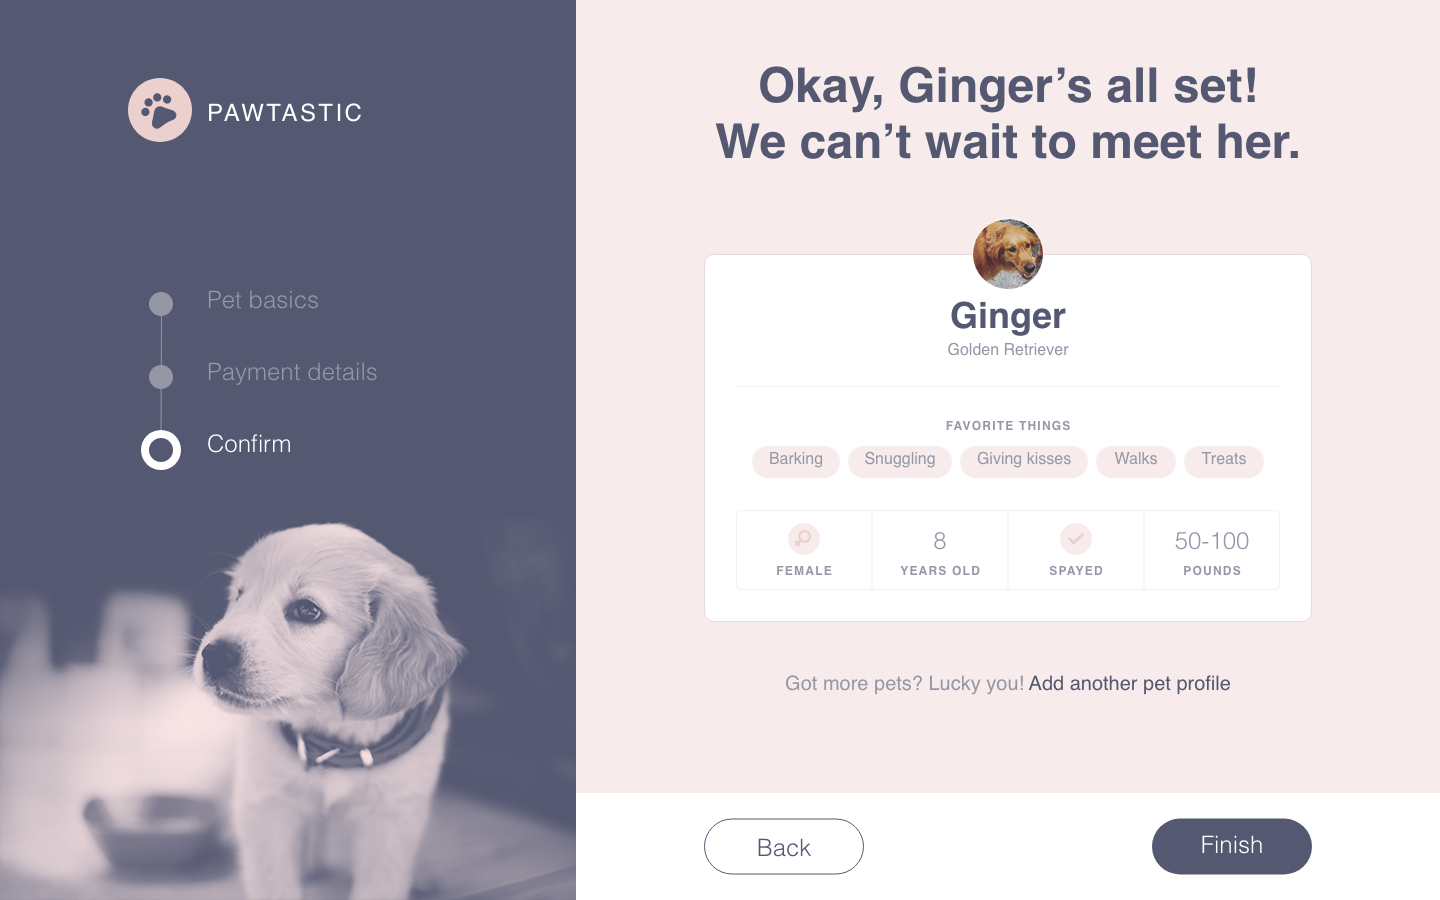 PAWTASTIC
Pet basics
Payment details
Confirm
Okay, Ginger’s all set!
We can’t wait to meet her.
Ginger
Golden Retriever
FAVORITE THINGS
Barking Snuggling Giving kisses Walks Treats
FEMALE
8
YEARS OLD
SPAYED
50-100
POUNDS
Got more pets? Lucky you! Add another pet profile
Back
Finish